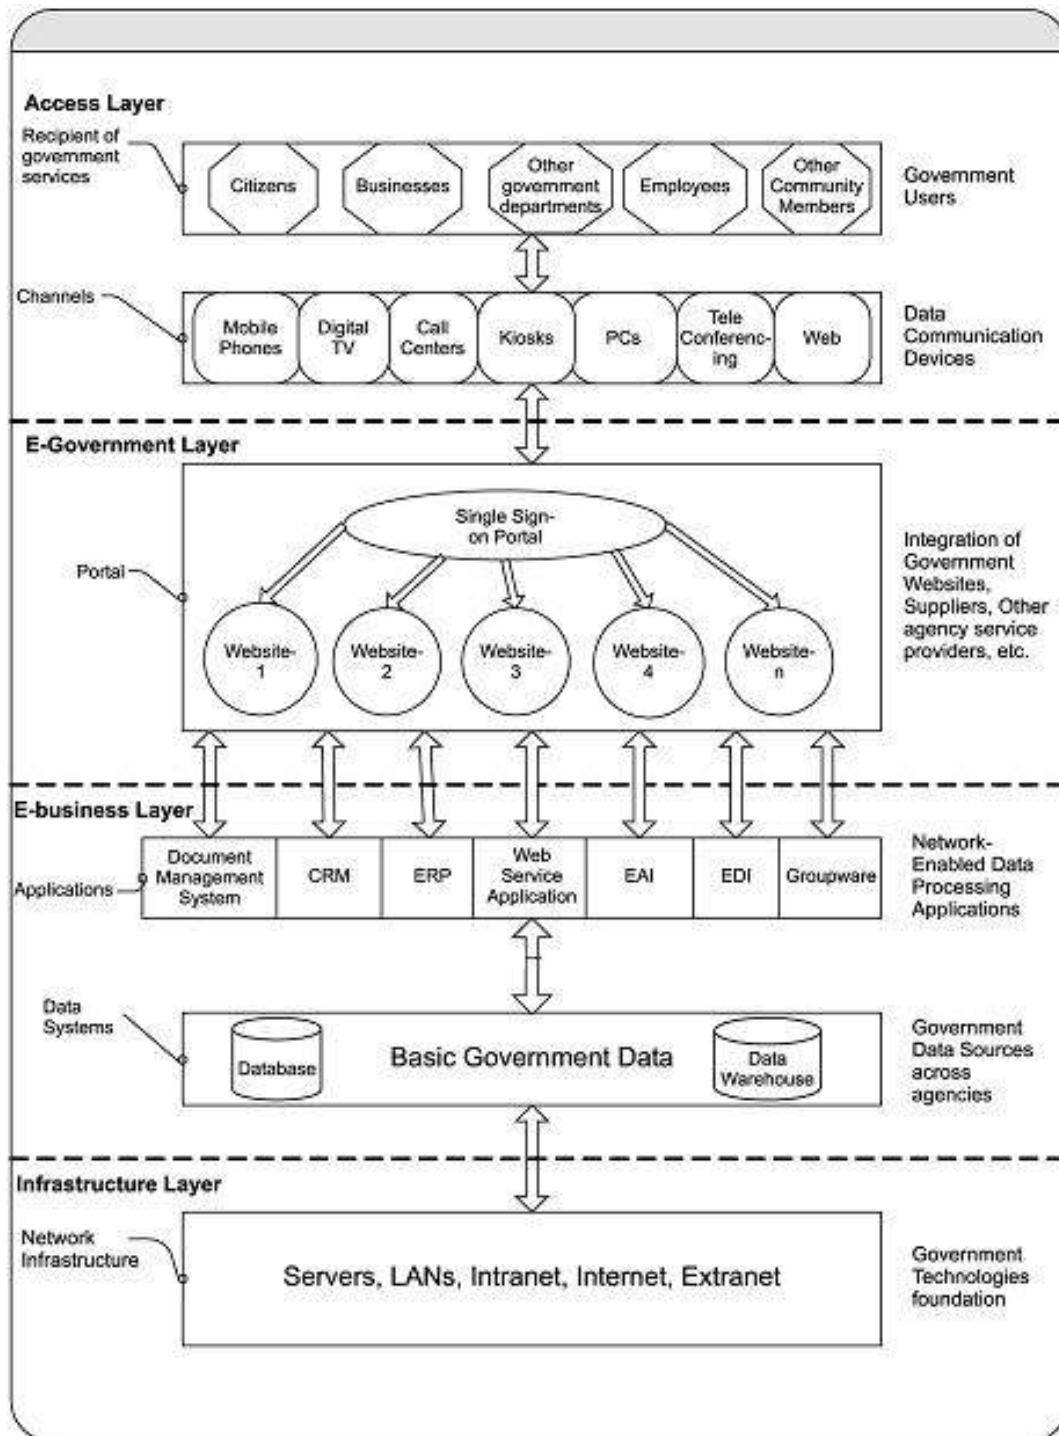 Access Layer
Recipient of
government
services
Citizens
Businesses
Other
government
departments
Employees
Other
Community
Members
Government
Users
Channels
Mobile
Phones
Digital
TV
Call
Centers
Kiosks
PCs
Tele
Conferenc-
ing
Web
Data
Communication
Devices
E-Government Layer
Portal
Single Sign-
on Portal
Website-
1
Website-
2
Website-
3
Website-
4
Website-
n
Integration of
Government
Websites,
Suppliers, Other
agency service
providers, etc.
E-business Layer
Applications
Document
Management
System
CRM
ERP
Web
Service
Application
EAI
EDI
Groupware
Network-
Enabled Data
Processing
Applications
Data
Systems
Database
Basic Government Data
Data
Warehouse
Government
Data Sources
across
agencies
Infrastructure Layer
Network
Infrastructure
Servers, LANs, Intranet, Internet, Extranet
Government
Technologies
foundation